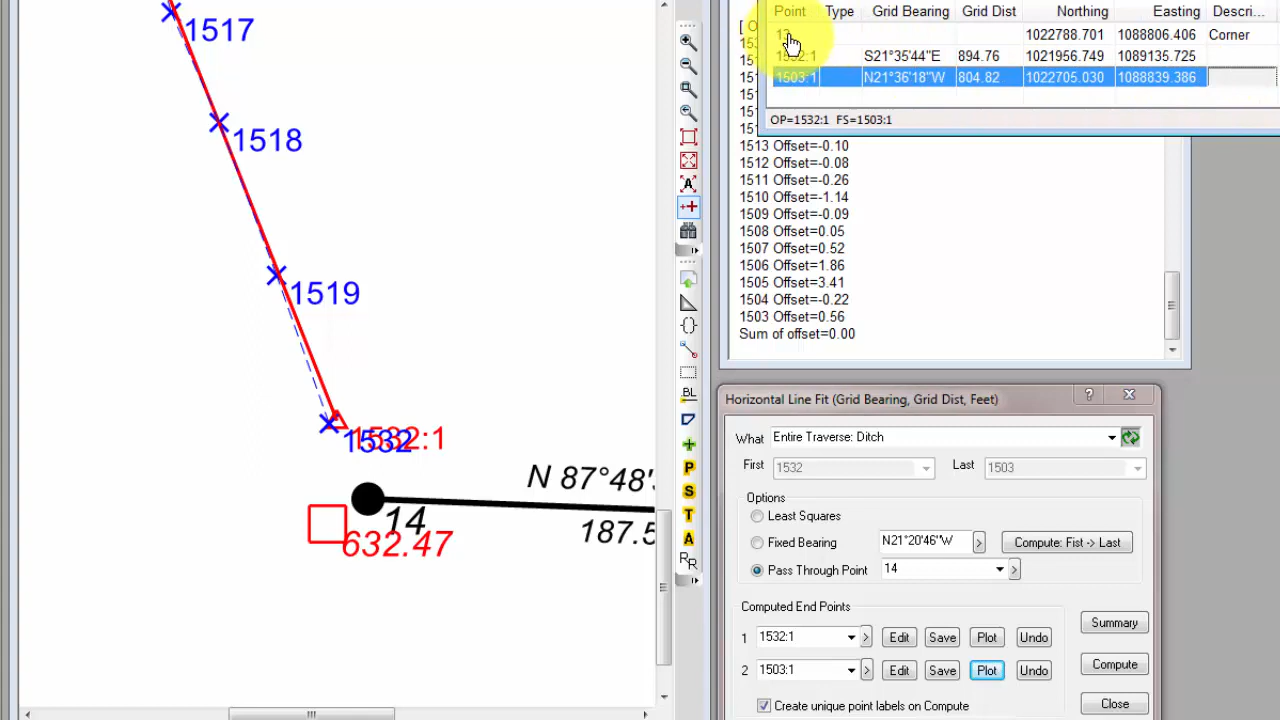 1517
1518
1519
1532:1
1532
14
632.47
N 87°48'
187.5
Point Type Grid Bearing Grid Dist Northing Easting Descri...
1022788.701 1088806.406 Corner
1532:1 S21°35'44"E 894.76 1021956.749 1089135.725
1503:1 N21°36'18"W 804.82 1022705.030 1088839.386
OP=1532:1 FS=1503:1
1513 Offset=-0.10
1512 Offset=-0.08
1511 Offset=-0.26
1510 Offset=-1.14
1509 Offset=-0.09
1508 Offset=0.05
1507 Offset=0.52
1506 Offset=1.86
1505 Offset=3.41
1504 Offset=-0.22
1503 Offset=0.56
Sum of offset=0.00
Horizontal Line Fit (Grid Bearing, Grid Dist, Feet)
What Entire Traverse: Ditch
First 1532 Last 1503
Options
Least Squares
Fixed Bearing N21°20'46"W > Compute: Fist -> Last
Pass Through Point 14 >
Computed End Points
1 1532:1 > Edit Save Plot Undo
2 1503:1 > Edit Save Plot Undo
Summary
Compute
Create unique point labels on Compute
Close
A
BL
P
S
T
A
R R